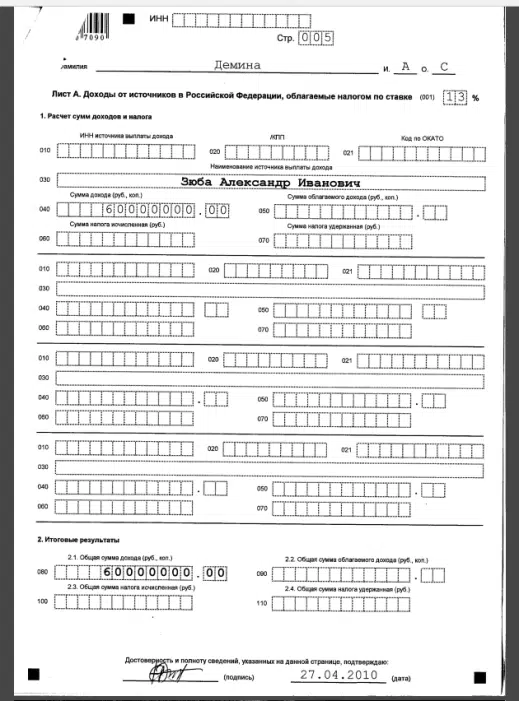 7090
ИНН
Стр. 005
Фамилия Демина И. А О. С
Лист А. Доходы от источников в Российской Федерации, облагаемые налогом по ставке (001) 13 %
1. Расчет сумм доходов и налога
ИНН источника выплаты дохода КПП Код по ОКАТО
010 020 021
Наименование источника выплаты дохода
030 Зюба Александр Иванович
Сумма дохода (руб., коп.) Сумма облагаемого дохода (руб., коп.)
040 60000000.00 050
Сумма налога исчисленная (руб.) Сумма налога удержанная (руб.)
060 070
010 020 021
030
040 050
060 070
010 020 021
030
040 050
060 070
010 020 021
030
040 050
060 070
2. Итоговые результаты
2.1. Общая сумма дохода (руб., коп.) 2.2. Общая сумма облагаемого дохода (руб., коп.)
080 60000000.00 090
2.3. Общая сумма налога исчисленная (руб.) 2.4. Общая сумма налога удержанная (руб.)
100 110
Достоверность и полноту сведений, указанных на данной странице, подтверждаю:
(подпись) 27.04.2010 (дата)